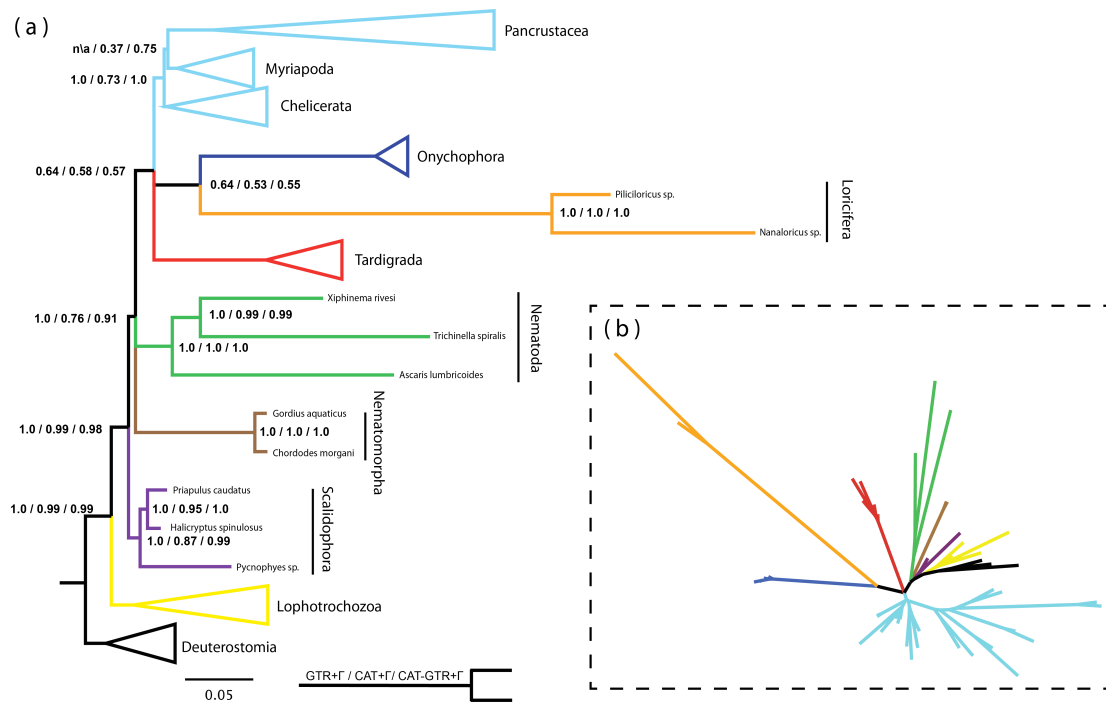 (a)
Pancrustacea
n\a / 0.37 / 0.75
Myriapoda
1.0 / 0.73 / 1.0
Chelicerata
Onychophora
0.64 / 0.58 / 0.57
0.64 / 0.53 / 0.55
Piliciloricus sp.
1.0 / 1.0 / 1.0
Nanaloricus sp.
Loricifera
Tardigrada
Xiphinema rivesi
1.0 / 0.99 / 0.99
1.0 / 0.76 / 0.91
Trichinella spiralis
1.0 / 1.0 / 1.0
Ascaris lumbricoides
Nematoda
Gordius aquaticus
1.0 / 0.99 / 0.98
1.0 / 1.0 / 1.0
Chordodes morgani
Nematomorpha
Priapulus caudatus
1.0 / 0.99 / 0.99
1.0 / 0.95 / 1.0
Halicryptus spinulosus
1.0 / 0.87 / 0.99
Pycnophyes sp.
Scalidophora
Lophotrochozoa
Deuterostomia
0.05
GTR+Γ / CAT+Γ/ CAT-GTR+Γ
(b)